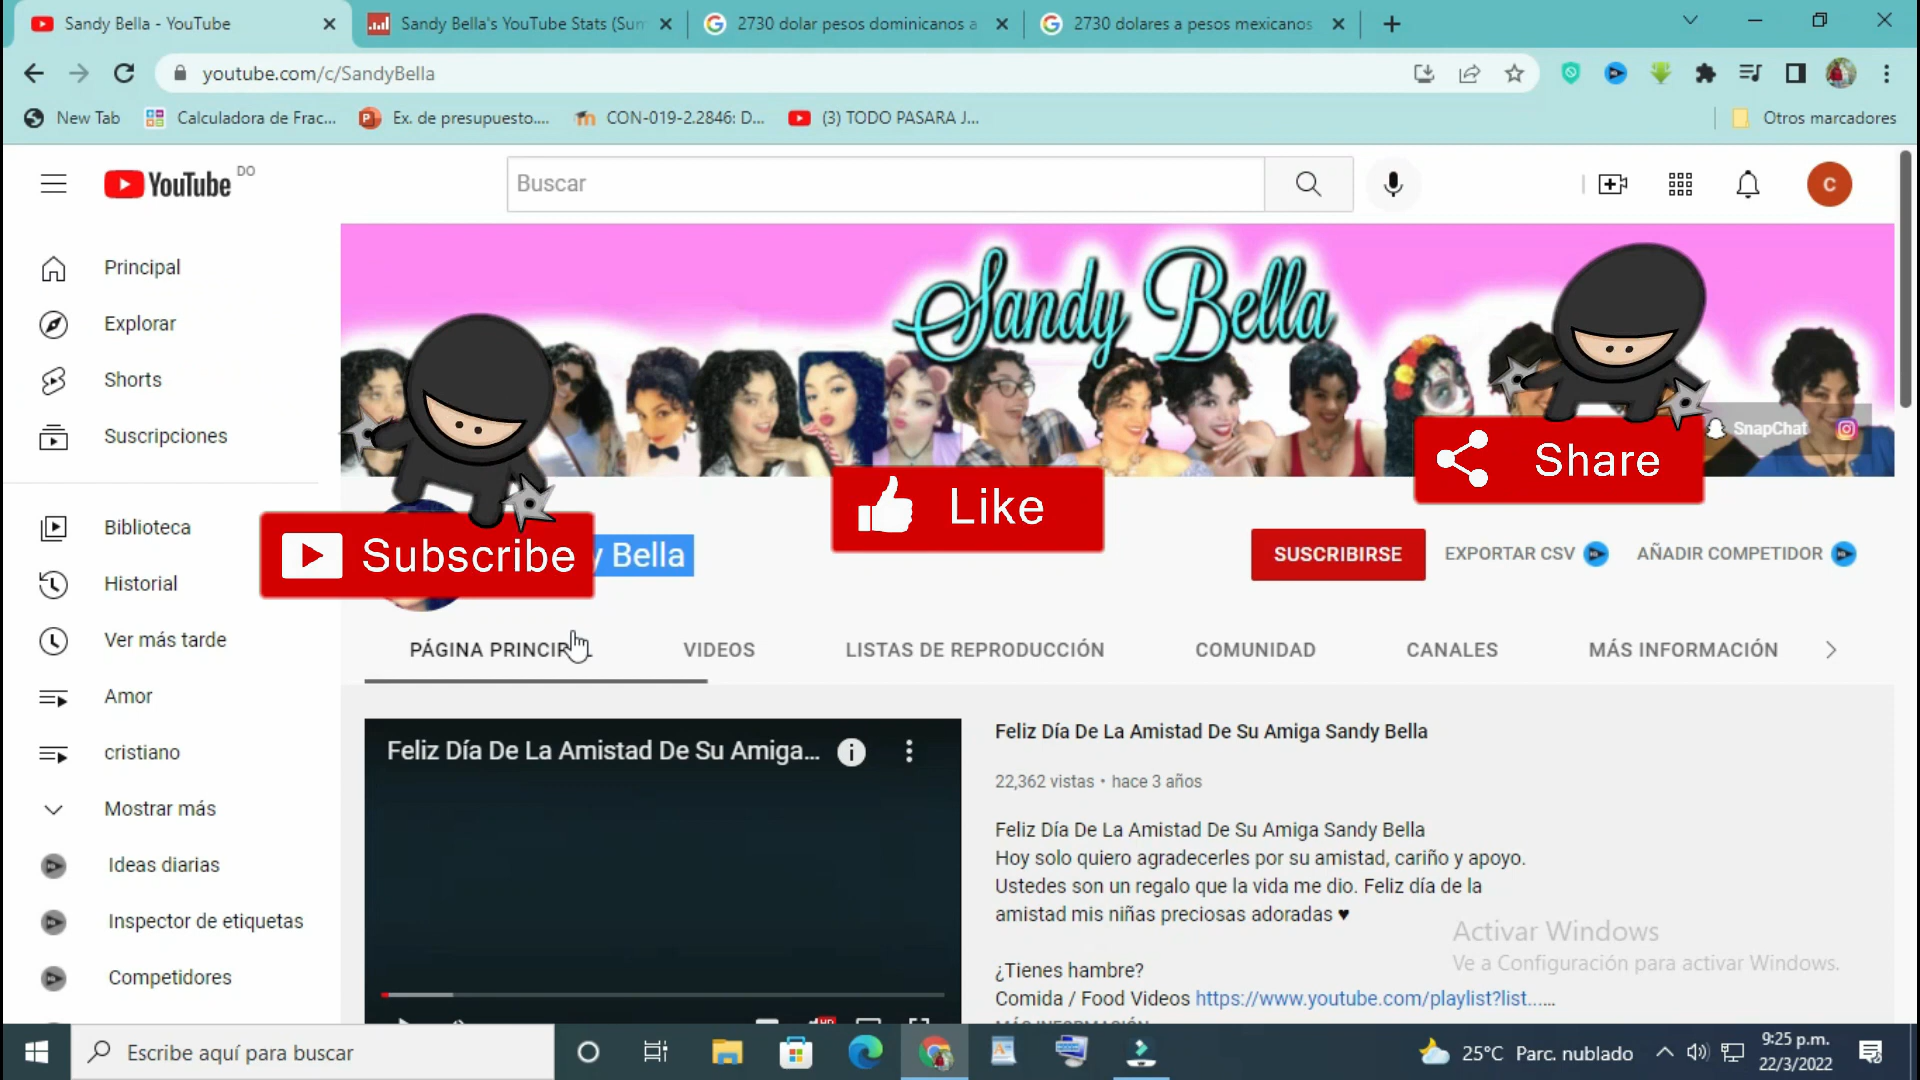 Sandy Bella - YouTube
Sandy Bella's YouTube Stats (Sum
2730 dolar pesos dominicanos a
2730 dolares a pesos mexicanos
youtube.com/c/SandyBella
New Tab
Calculadora de Frac...
Ex. de presupuesto....
CON-019-2.2846: D...
(3) TODO PASARA J...
Otros marcadores
YouTube DO
Buscar
C
Principal
Explorar
Shorts
Suscripciones
Biblioteca
Historial
Ver más tarde
Amor
cristiano
Mostrar más
Ideas diarias
Inspector de etiquetas
Competidores
Sandy Bella
SnapChat
Share
Like
Subscribe
y Bella
SUSCRIBIRSE
EXPORTAR CSV
AÑADIR COMPETIDOR
PÁGINA PRINCIPAL
VIDEOS
LISTAS DE REPRODUCCIÓN
COMUNIDAD
CANALES
MÁS INFORMACIÓN
Feliz Día De La Amistad De Su Amiga...
HD
Feliz Día De La Amistad De Su Amiga Sandy Bella
22,362 vistas • hace 3 años
Feliz Día De La Amistad De Su Amiga Sandy Bella
Hoy solo quiero agradecerles por su amistad, cariño y apoyo.
Ustedes son un regalo que la vida me dio. Feliz día de la
amistad mis niñas preciosas adoradas ♥
¿Tienes hambre?
Comida / Food Videos https://www.youtube.com/playlist?list...…
MÁS INFORMACIÓN
Activar Windows
Ve a Configuración para activar Windows.
Escribe aquí para buscar
25°C Parc. nublado
9:25 p.m.
22/3/2022